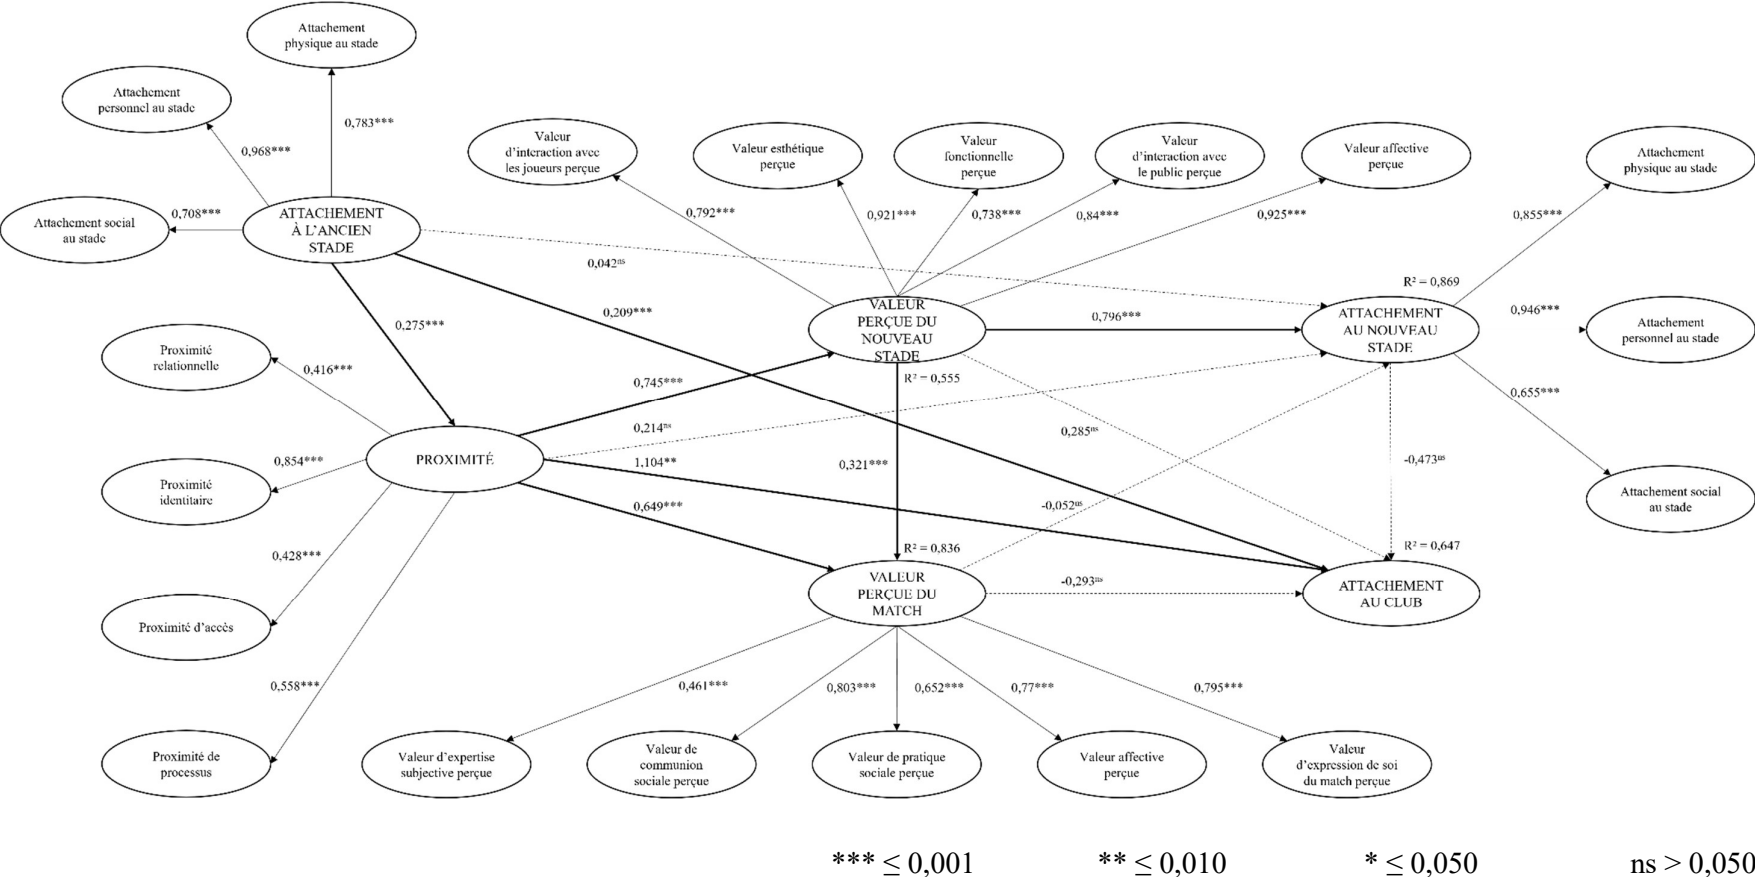 Attachement
physique au stade
Attachement
personnel au stade
0,783***
0,968***
Attachement social
au stade
0,708***
ATTACHEMENT
À L'ANCIEN
STADE
Valeur
d'interaction avec
les joueurs perçue
Valeur esthétique
perçue
Valeur
fonctionnelle
perçue
Valeur
d'interaction avec
le public perçue
Valeur affective
perçue
Attachement
physique au stade
0,792***
0,921***
0,738***
0,84***
0,925***
0,855***
0,042ns
R² = 0,869
0,275***
0,209***
VALEUR
PERÇUE DU
NOUVEAU
STADE
0,796***
ATTACHEMENT
AU NOUVEAU
STADE
0,946***
Attachement
personnel au stade
Proximité
relationnelle
0,416***
0,745***
R² = 0,555
0,655***
0,214ns
0,285ns
PROXIMITÉ
1,104**
0,321***
-0,473ns
Proximité
identitaire
0,854***
0,649***
-0,052ns
Attachement social
au stade
0,428***
R² = 0,836
R² = 0,647
VALEUR
PERÇUE DU
MATCH
-0,293ns
ATTACHEMENT
AU CLUB
Proximité d'accès
0,558***
0,461***
0,803***
0,652***
0,77***
0,795***
Proximité de
processus
Valeur d'expertise
subjective perçue
Valeur de
communion
sociale perçue
Valeur de pratique
sociale perçue
Valeur affective
perçue
Valeur
d'expression de soi
du match perçue
*** ≤ 0,001 ** ≤ 0,010 * ≤ 0,050 ns > 0,050